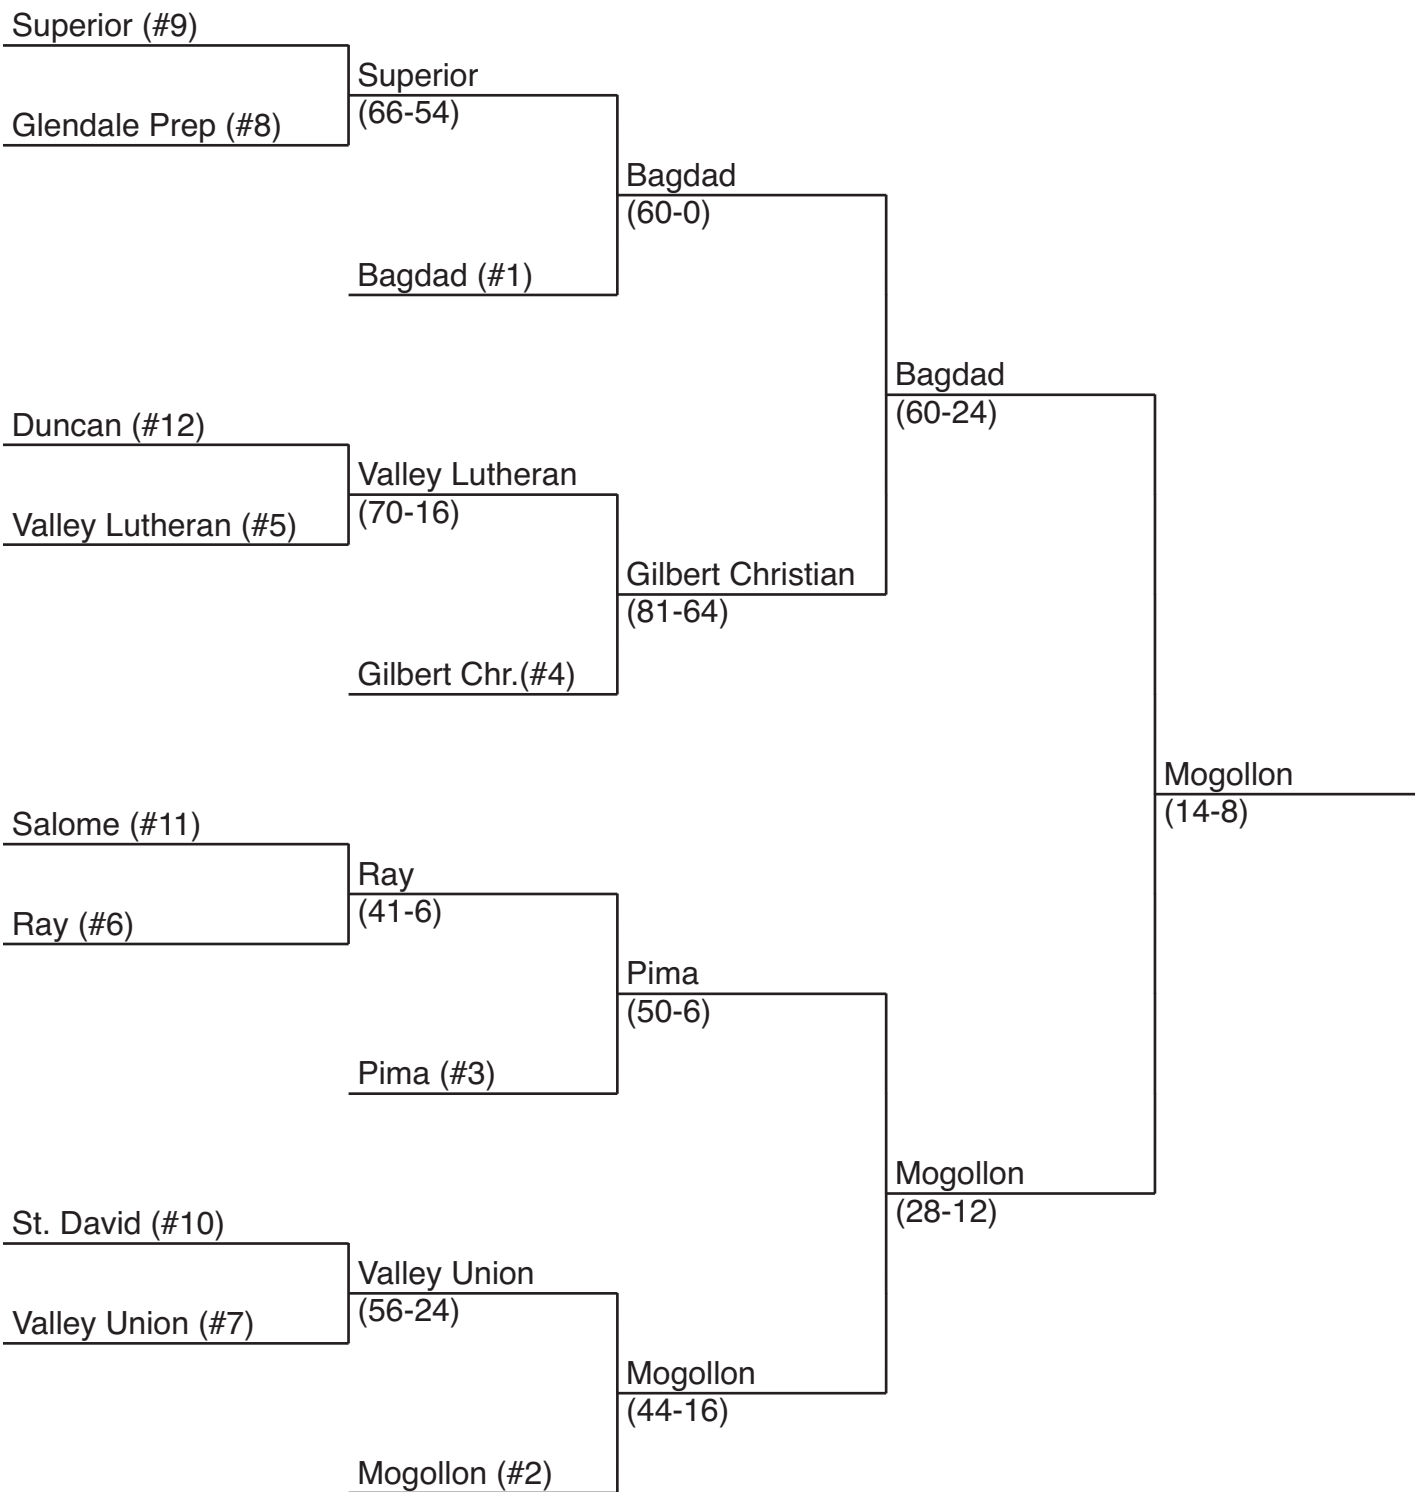 Superior (#9)
Superior
(66-54)
Glendale Prep (#8)
Bagdad
(60-0)
Bagdad (#1)
Bagdad
(60-24)
Duncan (#12)
Valley Lutheran
(70-16)
Valley Lutheran (#5)
Gilbert Christian
(81-64)
Gilbert Chr.(#4)
Mogollon
(14-8)
Salome (#11)
Ray
(41-6)
Ray (#6)
Pima
(50-6)
Pima (#3)
Mogollon
(28-12)
St. David (#10)
Valley Union
(56-24)
Valley Union (#7)
Mogollon
(44-16)
Mogollon (#2)